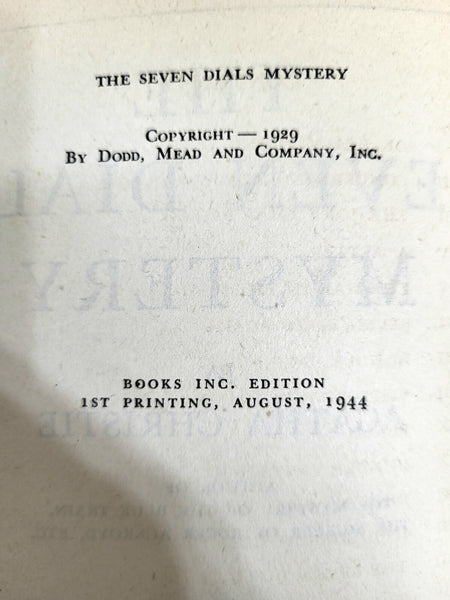 THE SEVEN DIALS MYSTERY
COPYRIGHT — 1929
BY DODD, MEAD AND COMPANY, INC.
BOOKS INC. EDITION
1ST PRINTING, AUGUST, 1944